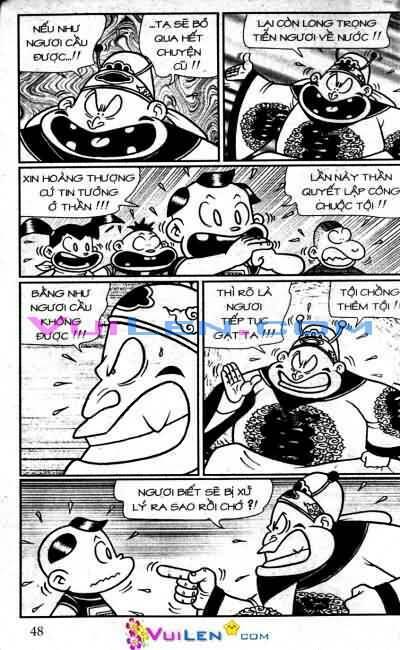 NẾU NHƯ
NGƯƠI CẦU
ĐƯỢC...!!
...TA SẼ BỎ
QUA HẾT
CHUYỆN
CŨ !!
LẠI CÒN LONG TRỌNG
TIỄN NGƯƠI VỀ NƯỚC !
XIN HOÀNG THƯỢNG
CỨ TIN TƯỞNG
Ở THẦN !!!
LẦN NÀY THẦN
QUYẾT LẬP CÔNG
CHUỘC TỘI !
BẰNG NHƯ
NGƯƠI CẦU
KHÔNG
ĐƯỢC !!!
THÌ RÕ LÀ
NGƯƠI
TIẾP TỤC
GẠT TA !!!
TỘI CHỒNG
THÊM TỘI !
VUILEN.COM
NGƯƠI BIẾT SẼ BỊ XỬ
LÝ RA SAO RỒI CHỚ ?!
48
VUILEN.COM